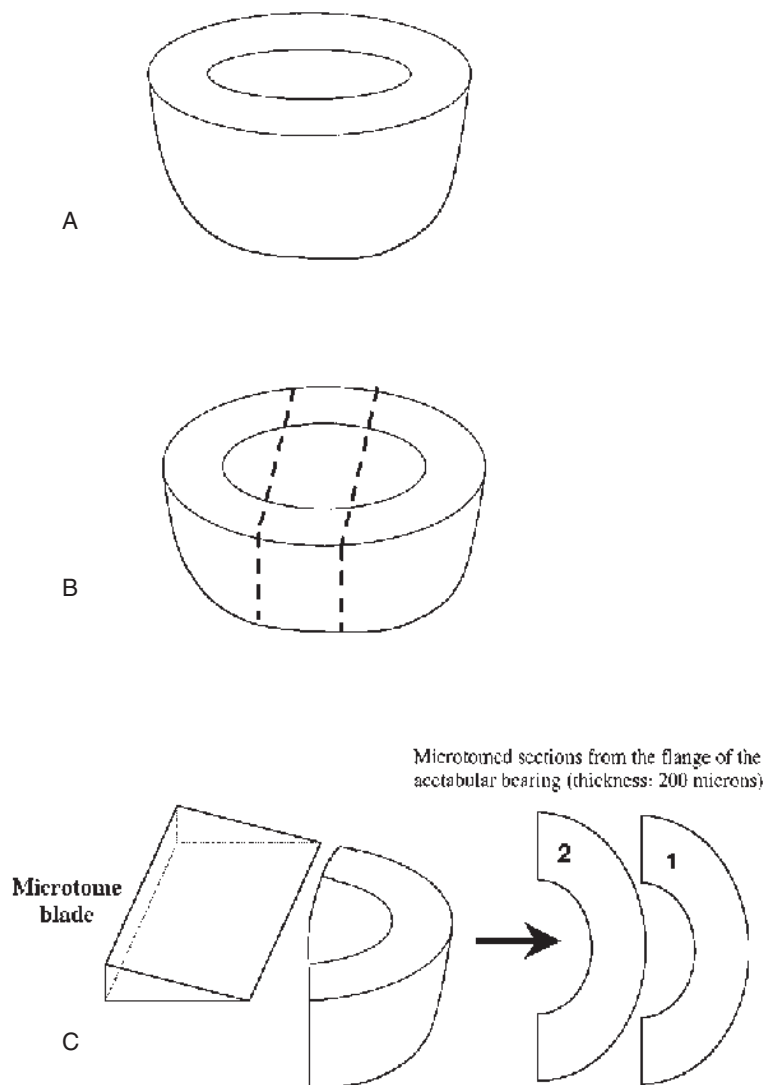 A
B
Microtomed sections from the flange of the
acetabular bearing (thickness: 200 microns)
Microtome
blade
2
1
C